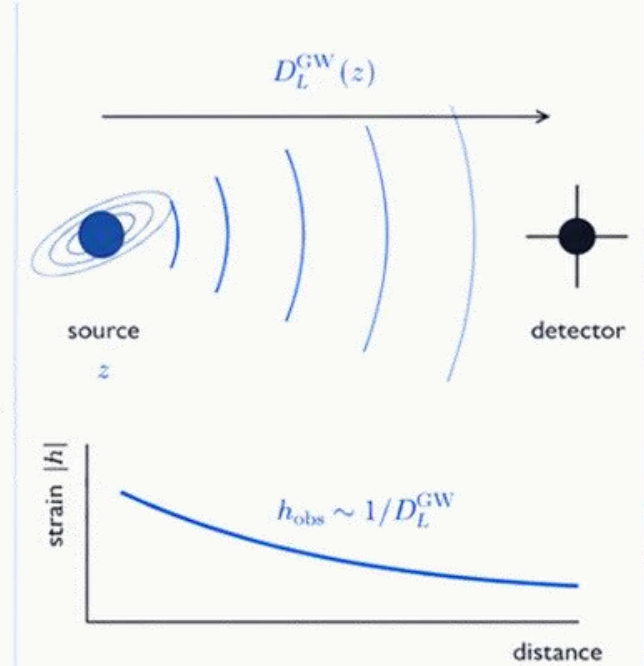 D_L^GW (z)
source
detector
z
strain |h|
h_obs ∼ 1/D_L^GW
distance